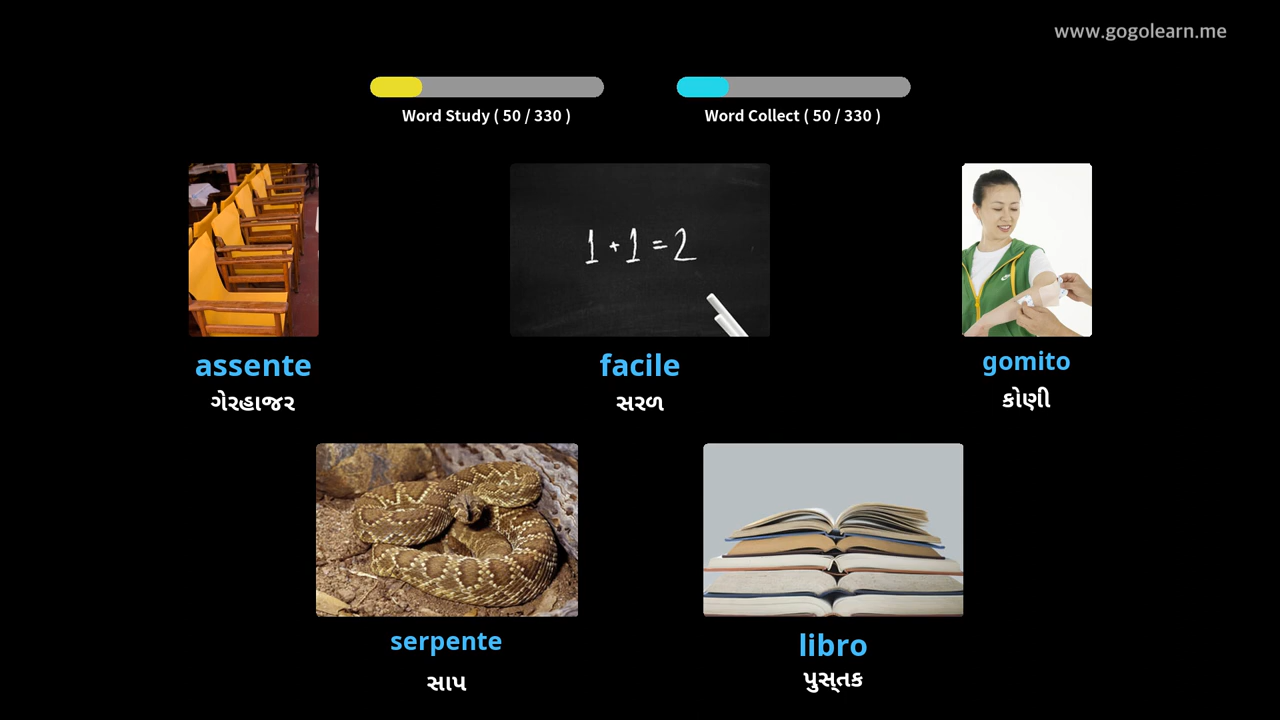 www.gogolearn.me
Word Study ( 50 / 330 )
Word Collect ( 50 / 330 )
1 + 1 = 2
assente
ગેરહાજર
facile
સરળ
gomito
કોણી
serpente
સાપ
libro
પુસ્તક